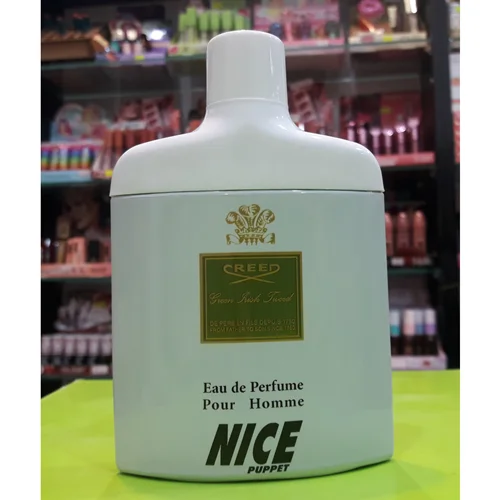 CREED
Green Irish Tweed
Eau de Perfume
Pour Homme
NICE
PUPPET